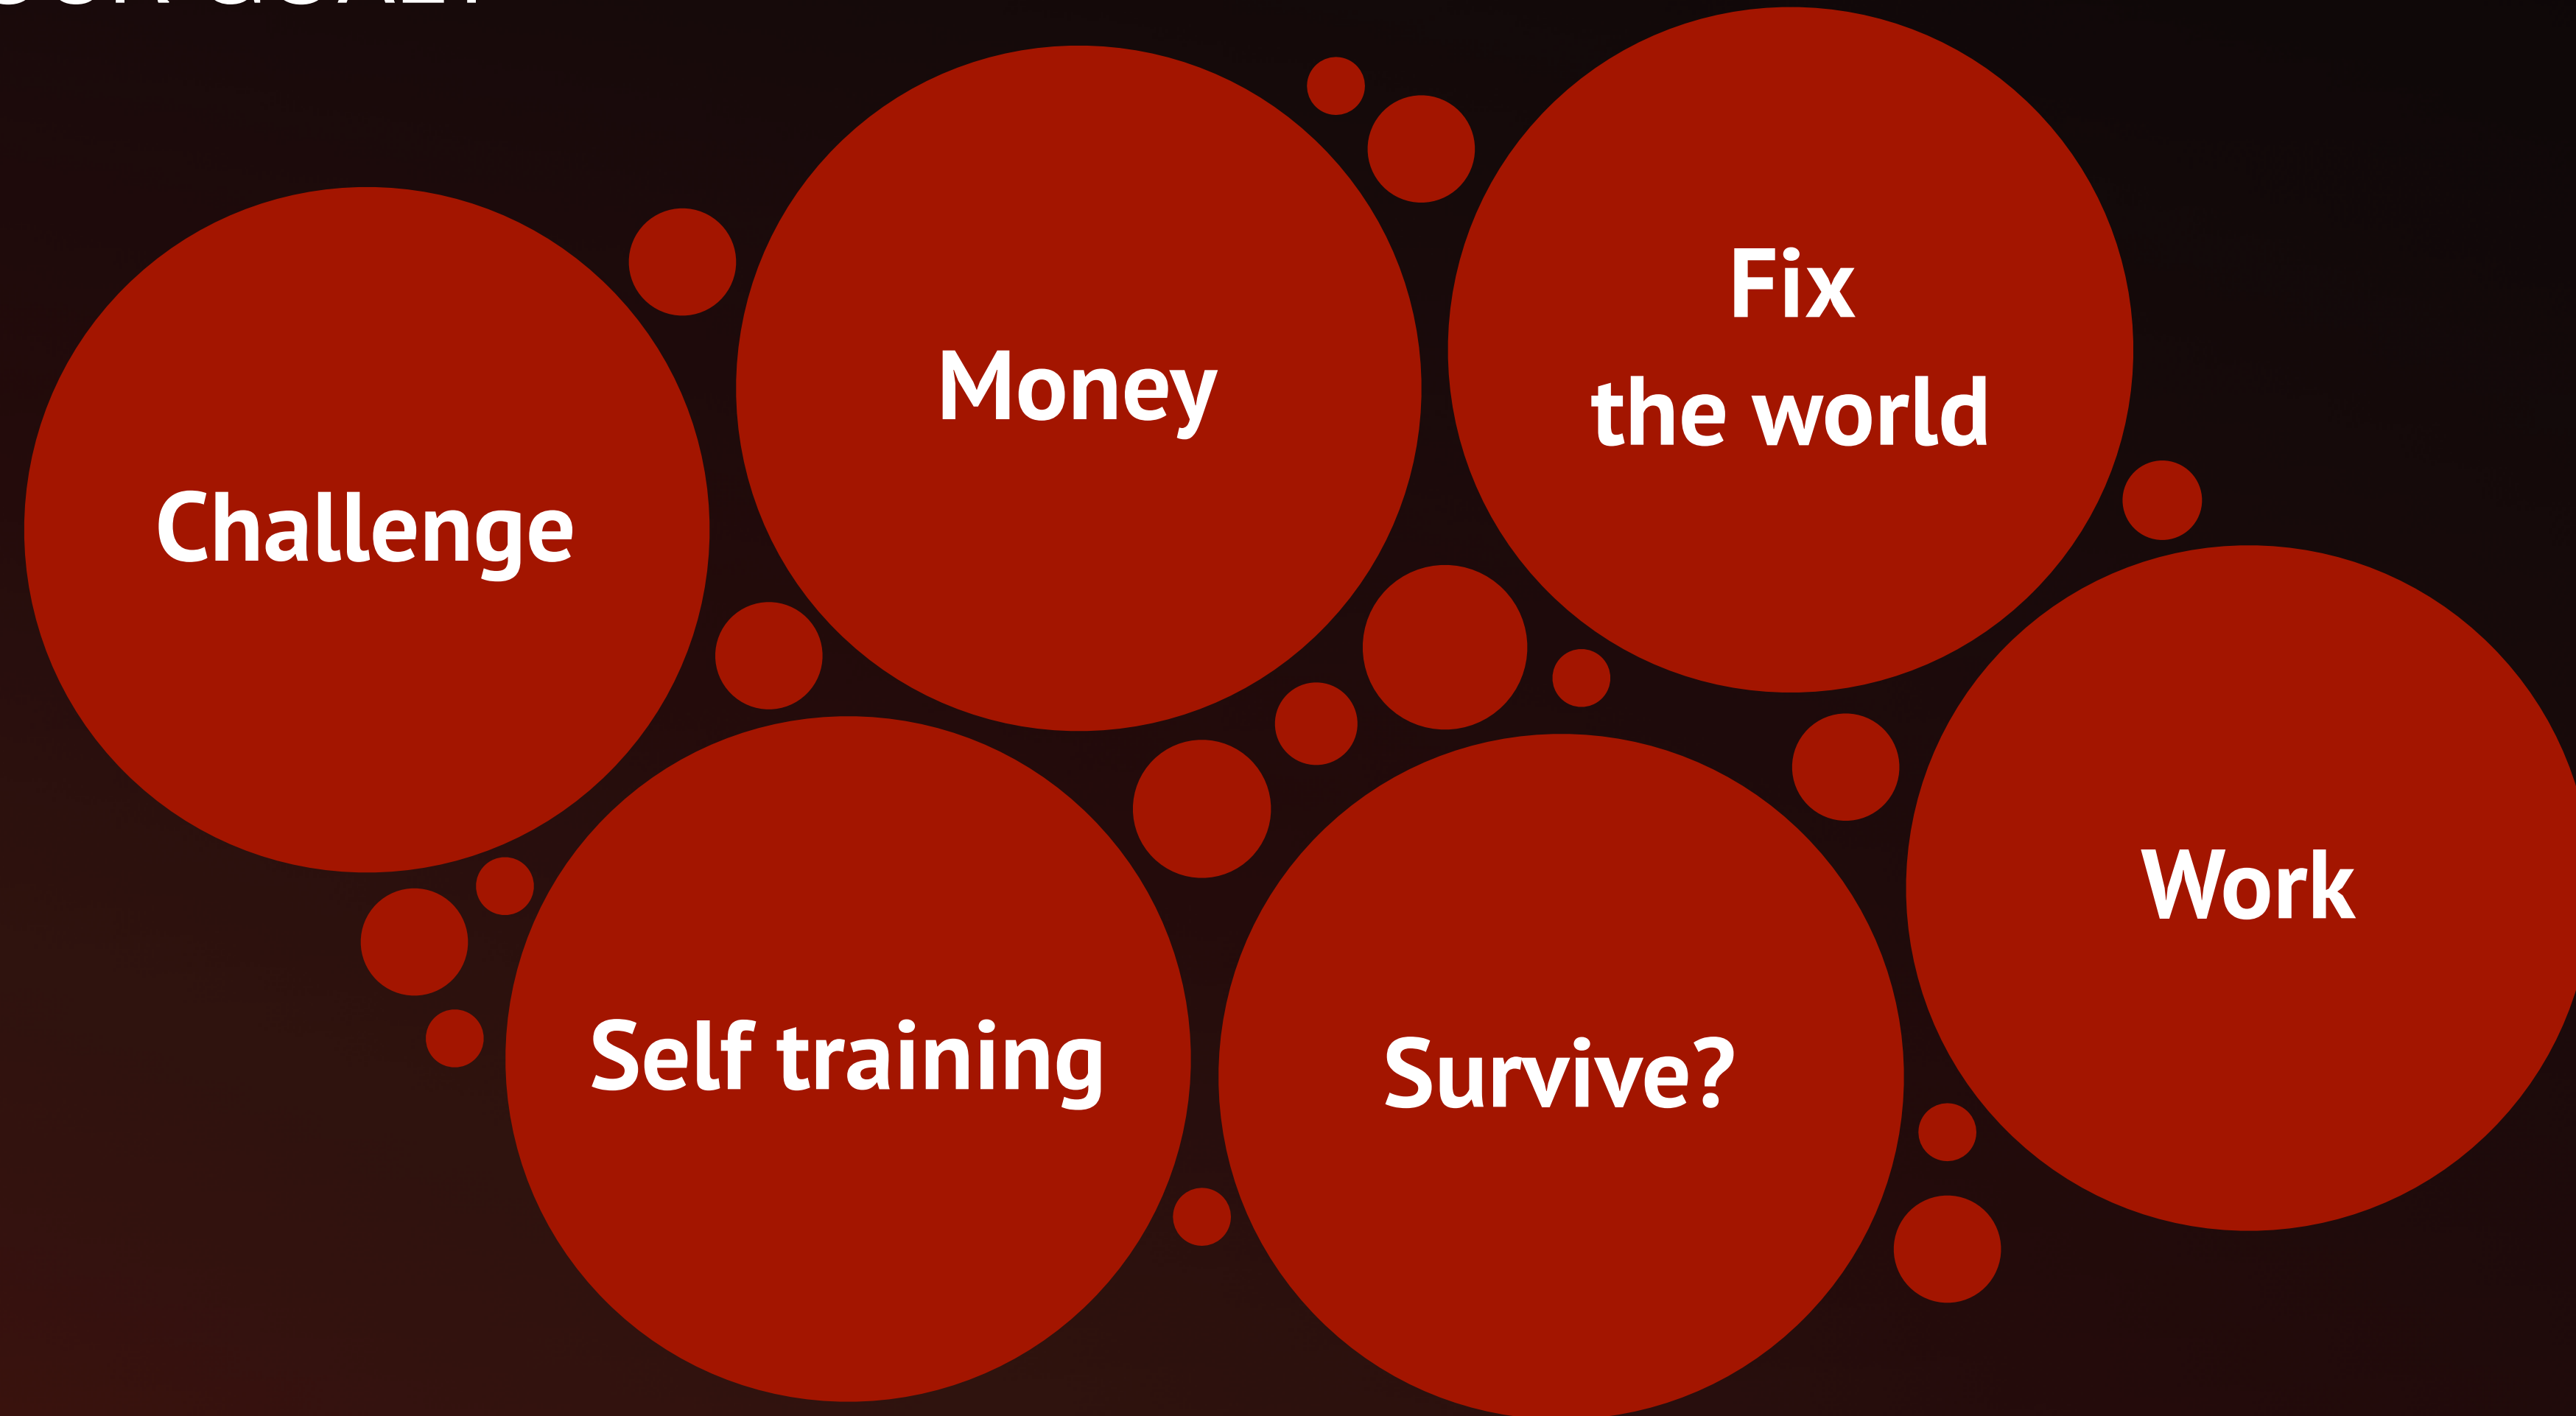 Challenge
Money
Fix
the world
Self training
Survive?
Work